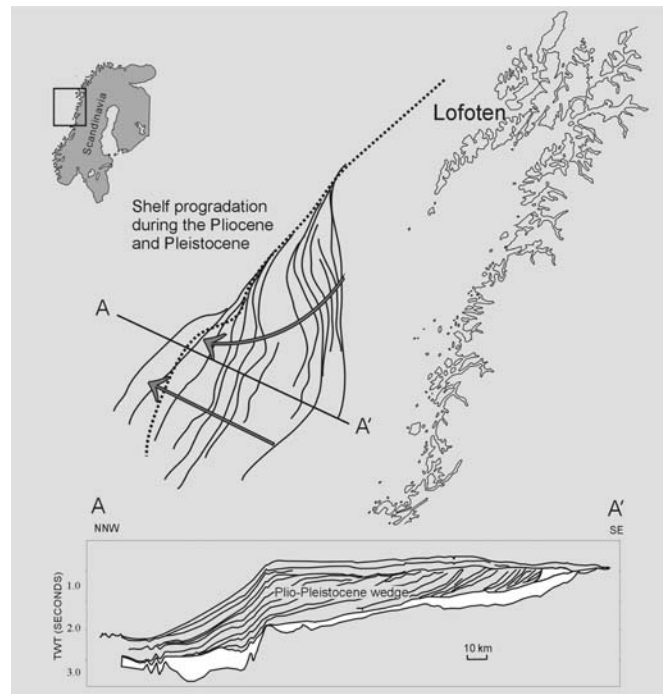 Scandinavia
Lofoten
Shelf progradation
during the Pliocene
and Pleistocene
A
A'
A
NNW
A'
SE
TWT (SECONDS)
1.0
2.0
3.0
Plio-Pleistocene wedge
10 km